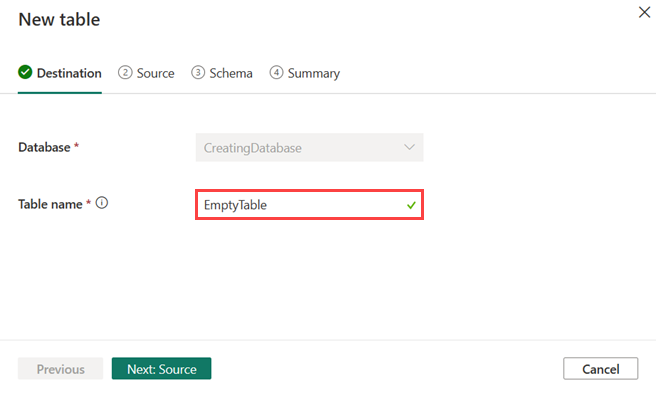 New table
Destination 2 Source 3 Schema 4 Summary
Database * CreatingDatabase
Table name * EmptyTable
Previous Next: Source Cancel